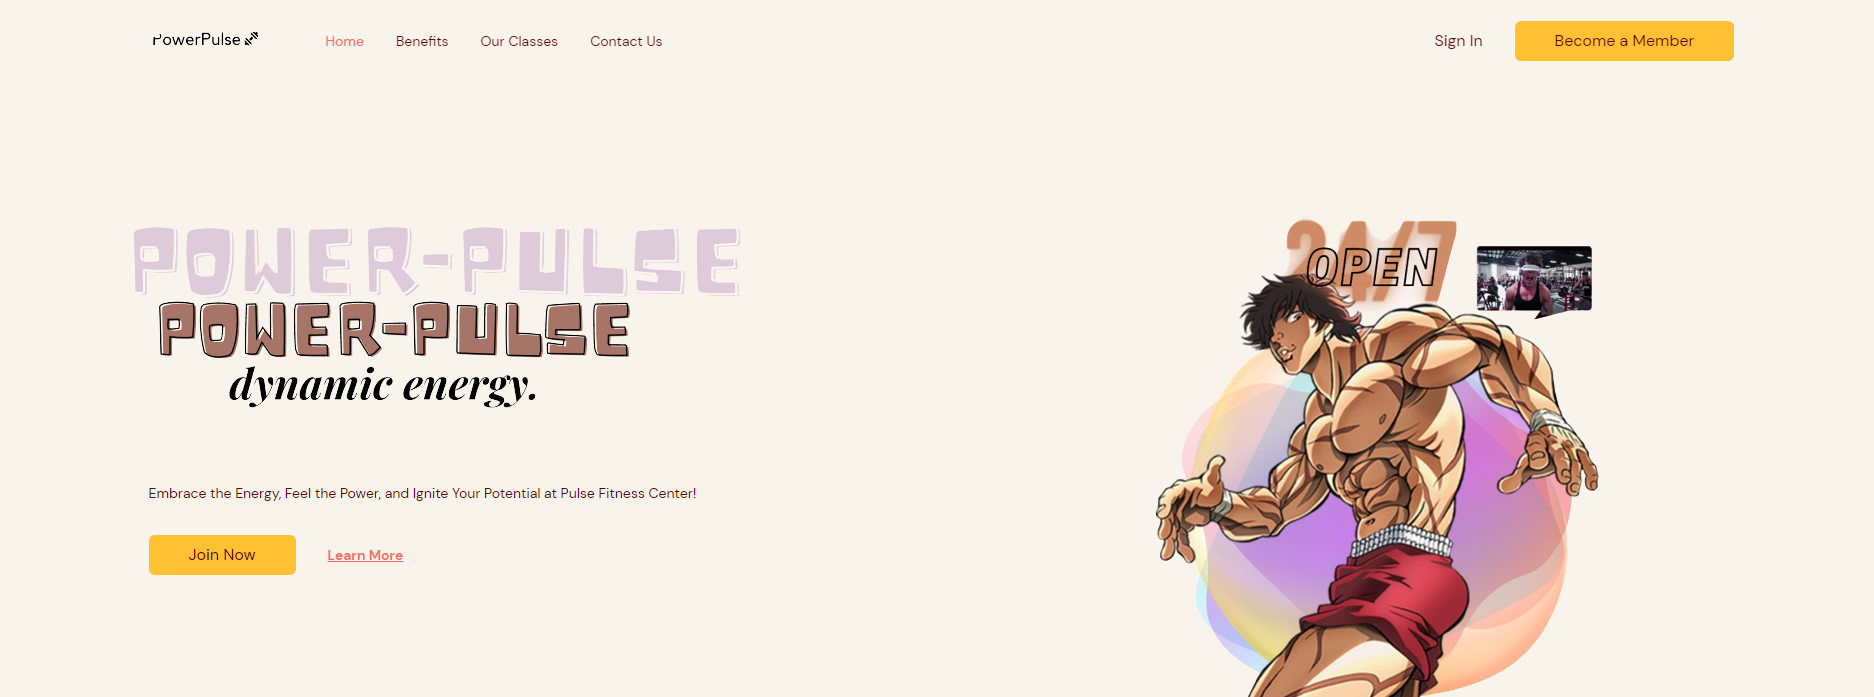 PowerPulse
Home Benefits Our Classes Contact Us
Sign In Become a Member
POWER-PULSE
POWER-PULSE
dynamic energy.
Embrace the Energy, Feel the Power, and Ignite Your Potential at Pulse Fitness Center!
Join Now Learn More
24/7
OPEN